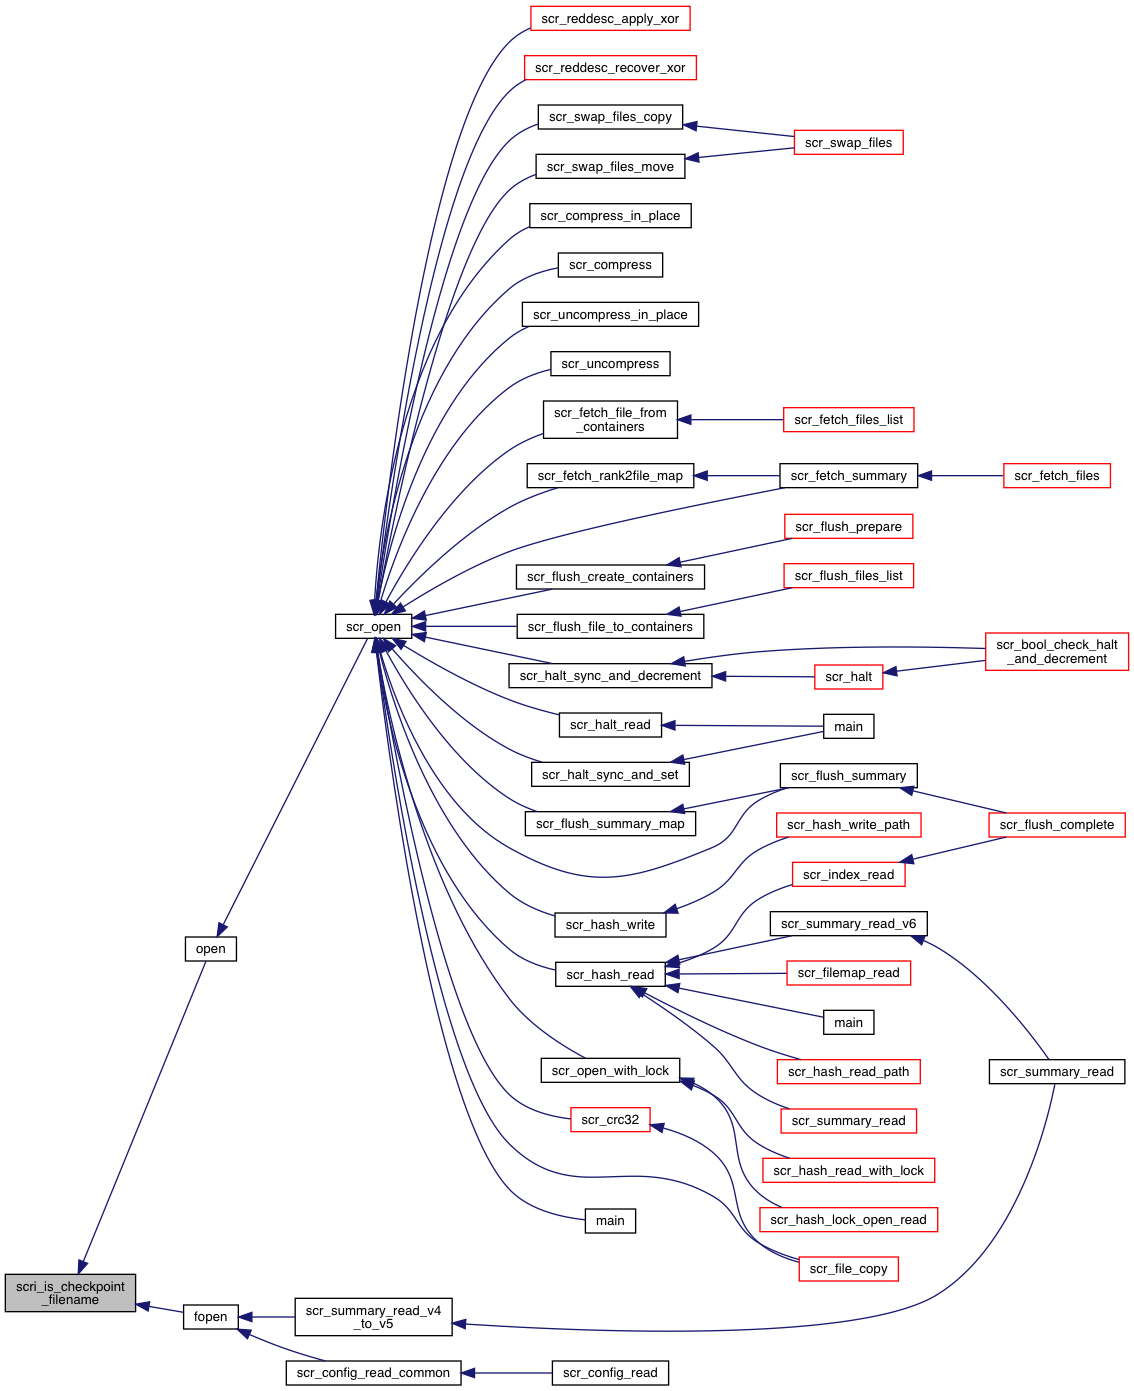 scr_reddesc_apply_xor
scr_reddesc_recover_xor
scr_swap_files_copy
scr_swap_files
scr_swap_files_move
scr_compress_in_place
scr_compress
scr_uncompress_in_place
scr_uncompress
scr_fetch_file_from
_containers
scr_fetch_files_list
scr_fetch_rank2file_map
scr_fetch_summary
scr_fetch_files
scr_flush_prepare
scr_flush_create_containers
scr_flush_files_list
scr_open
scr_flush_file_to_containers
scr_bool_check_halt
_and_decrement
scr_halt_sync_and_decrement
scr_halt
scr_halt_read
main
scr_halt_sync_and_set
scr_flush_summary
scr_flush_summary_map
scr_hash_write_path
scr_flush_complete
scr_index_read
scr_hash_write
scr_summary_read_v6
open
scr_hash_read
scr_filemap_read
main
scr_open_with_lock
scr_hash_read_path
scr_summary_read
scr_crc32
scr_summary_read
scr_hash_read_with_lock
main
scr_hash_lock_open_read
scr_file_copy
scri_is_checkpoint
_filename
fopen
scr_summary_read_v4
_to_v5
scr_config_read_common
scr_config_read